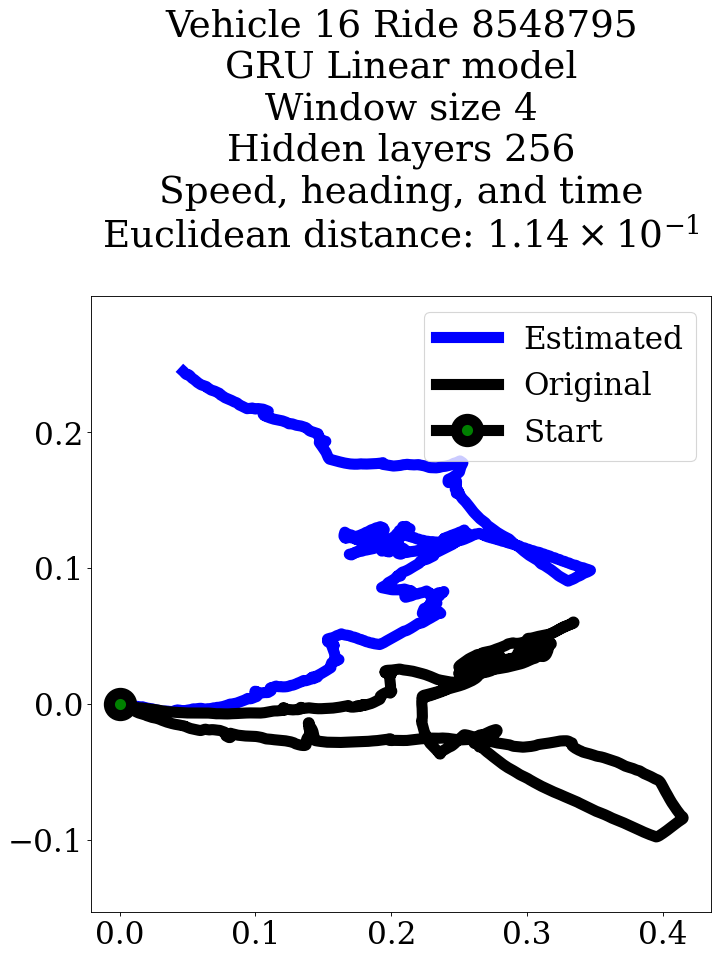 Vehicle 16 Ride 8548795
GRU Linear model
Window size 4
Hidden layers 256
Speed, heading, and time
Euclidean distance: 1.14 × 10⁻¹
Estimated
Original
Start
0.2
0.1
0.0
−0.1
0.0 0.1 0.2 0.3 0.4